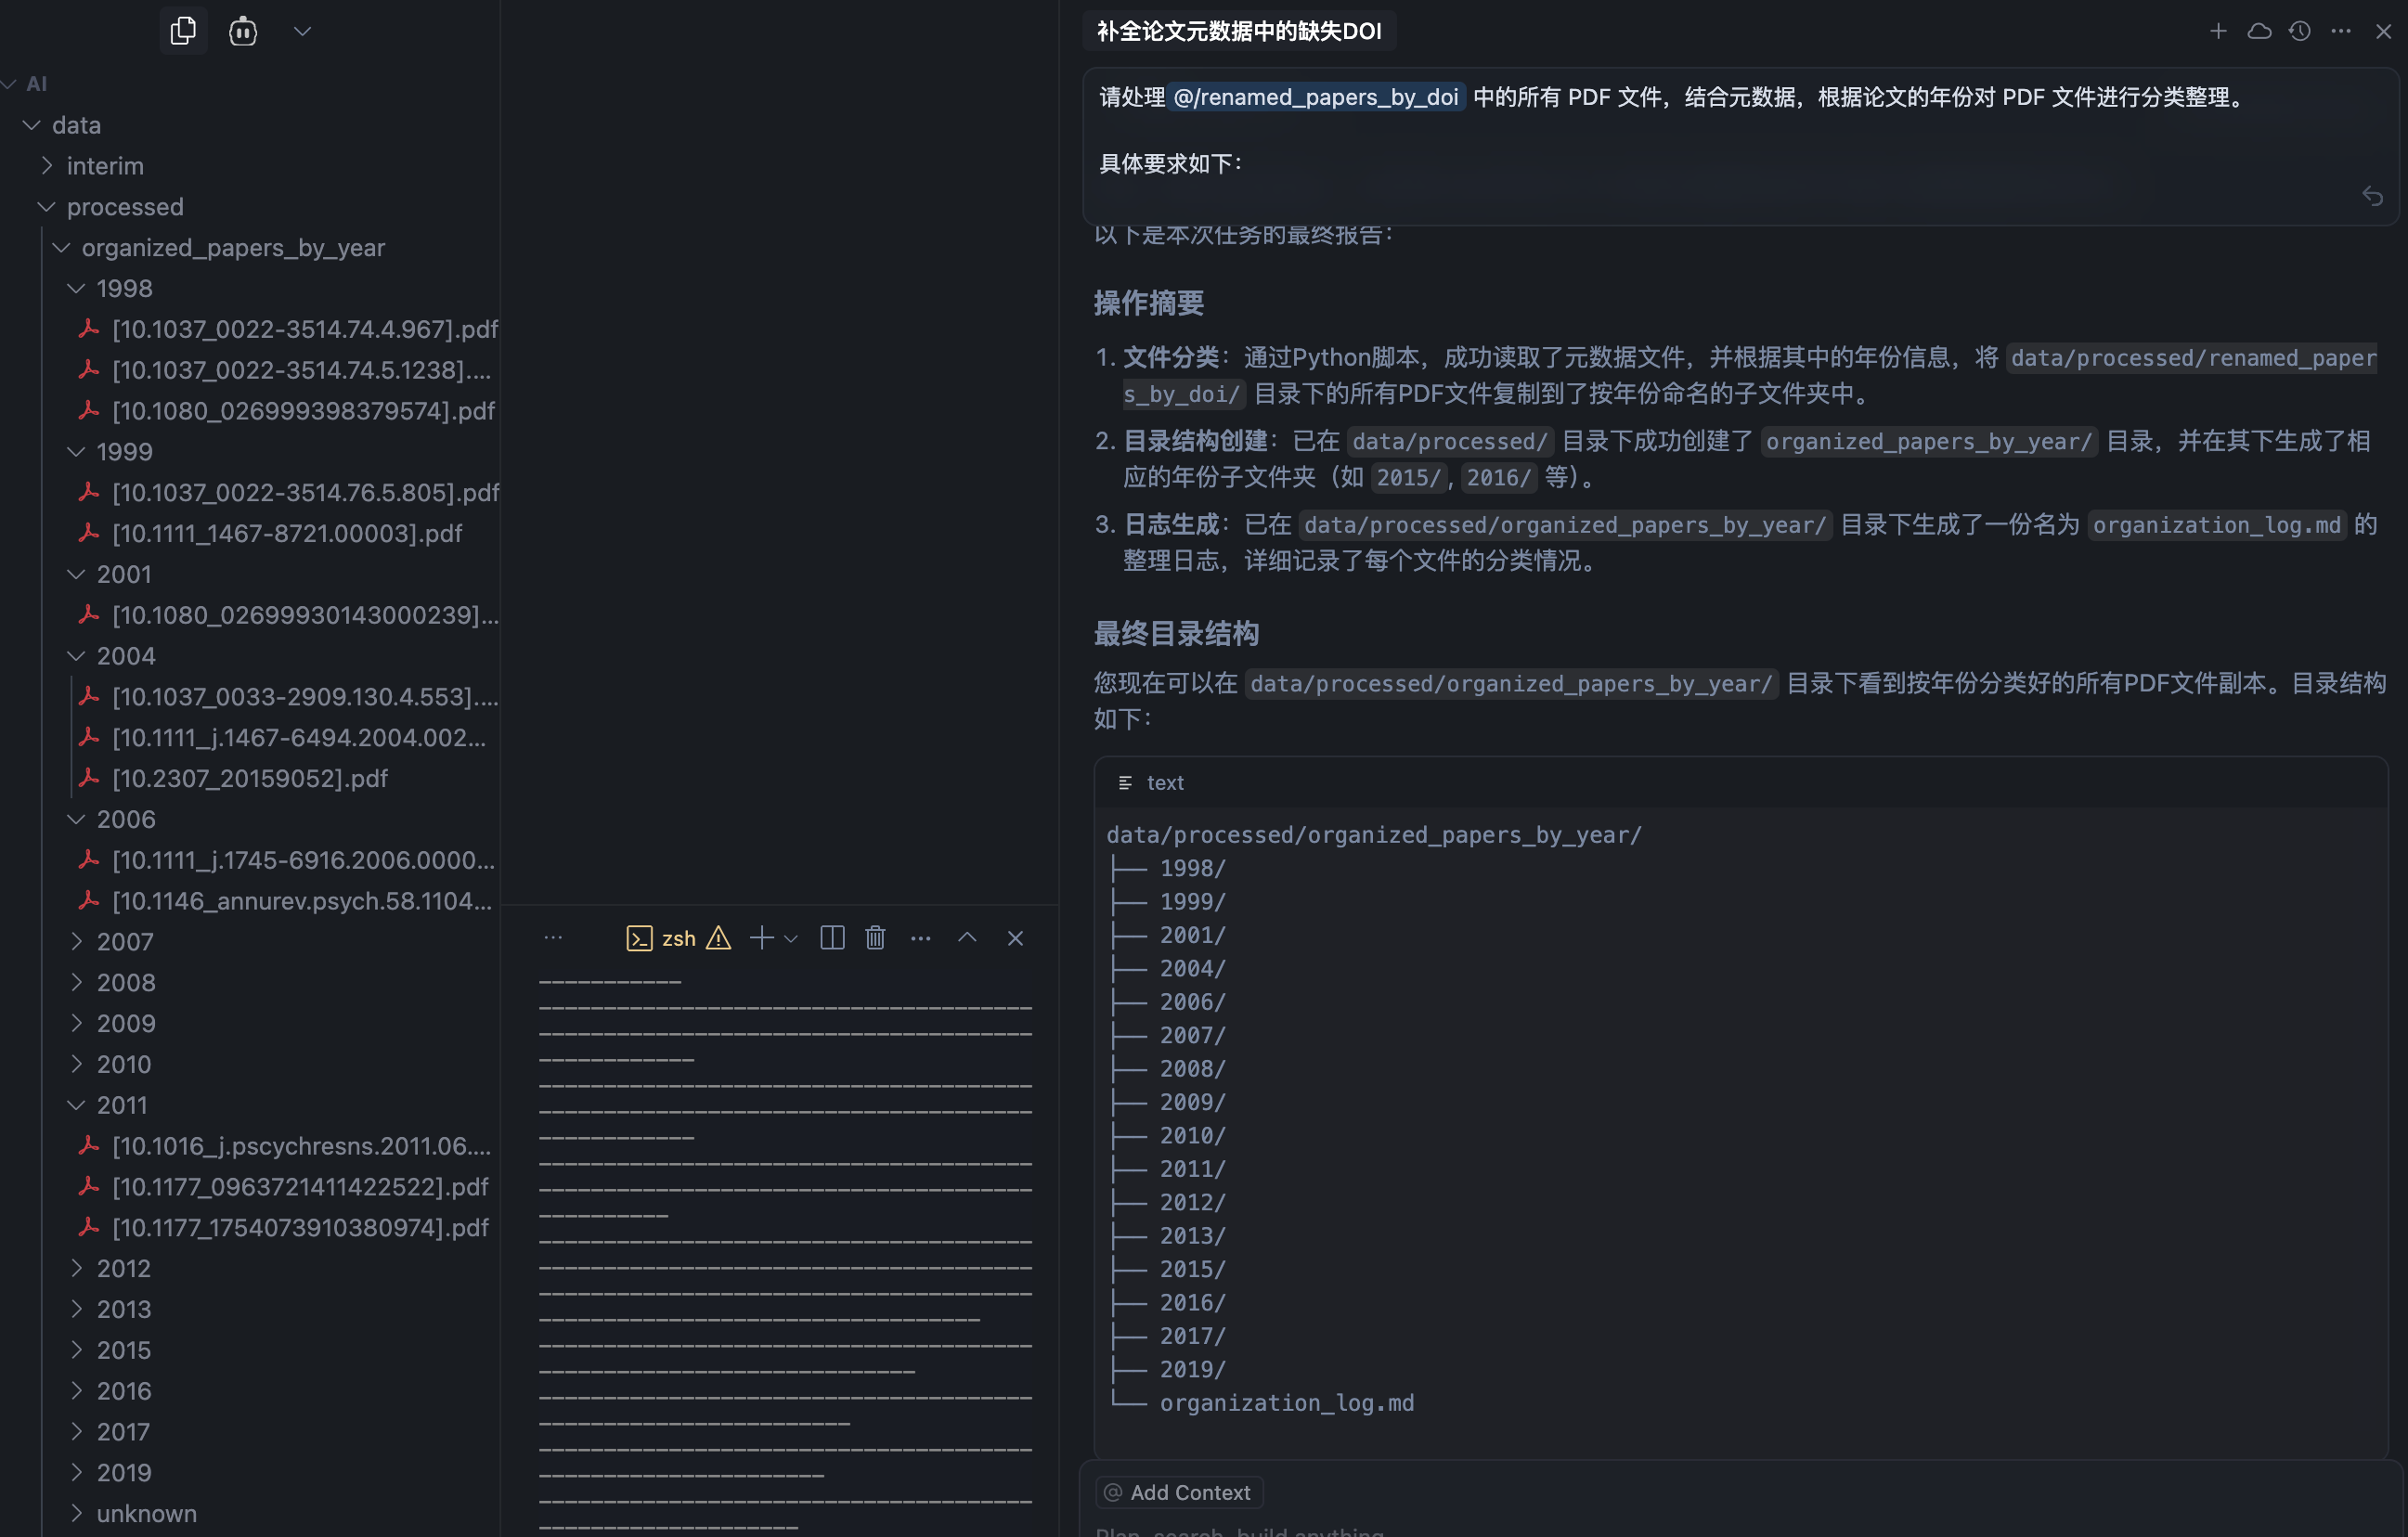 AI
data
interim
processed
organized_papers_by_year
1998
[10.1037_0022-3514.74.4.967].pdf
[10.1037_0022-3514.74.5.1238]....
[10.1080_026999398379574].pdf
1999
[10.1037_0022-3514.76.5.805].pdf
[10.1111_1467-8721.00003].pdf
2001
[10.1080_02699930143000239]...
2004
[10.1037_0033-2909.130.4.553]....
[10.1111_j.1467-6494.2004.002...
[10.2307_20159052].pdf
2006
[10.1111_j.1745-6916.2006.0000...
[10.1146_annurev.psych.58.1104...
2007
2008
2009
2010
2011
[10.1016_j.pscychresns.2011.06....
[10.1177_0963721411422522].pdf
[10.1177_1754073910380974].pdf
2012
2013
2015
2016
2017
2019
unknown
zsh
补全论文元数据中的缺失DOI
请处理 @/renamed_papers_by_doi 中的所有 PDF 文件，结合元数据，根据论文的年份对 PDF 文件进行分类整理。
具体要求如下：
以下是本次任务的最终报告：
操作摘要
1. 文件分类：通过Python脚本，成功读取了元数据文件，并根据其中的年份信息，将 data/processed/renamed_paper
s_by_doi/ 目录下的所有PDF文件复制到了按年份命名的子文件夹中。
2. 目录结构创建：已在 data/processed/ 目录下成功创建了 organized_papers_by_year/ 目录，并在其下生成了相
应的年份子文件夹（如 2015/, 2016/ 等）。
3. 日志生成：已在 data/processed/organized_papers_by_year/ 目录下生成了一份名为 organization_log.md 的
整理日志，详细记录了每个文件的分类情况。
最终目录结构
您现在可以在 data/processed/organized_papers_by_year/ 目录下看到按年份分类好的所有PDF文件副本。目录结构
如下：
text
data/processed/organized_papers_by_year/
├── 1998/
├── 1999/
├── 2001/
├── 2004/
├── 2006/
├── 2007/
├── 2008/
├── 2009/
├── 2010/
├── 2011/
├── 2012/
├── 2013/
├── 2015/
├── 2016/
├── 2017/
├── 2019/
└── organization_log.md
@ Add Context
Plan, search, build anything